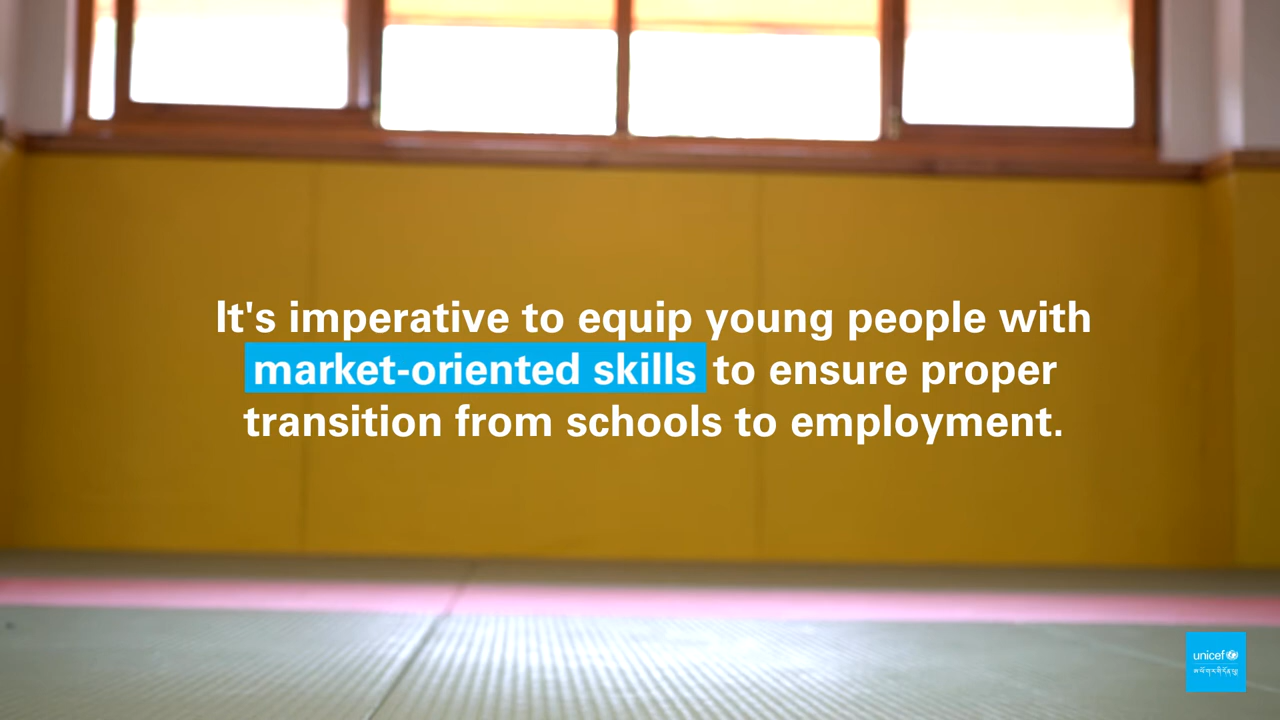 It's imperative to equip young people with
market-oriented skills to ensure proper
transition from schools to employment.
unicef